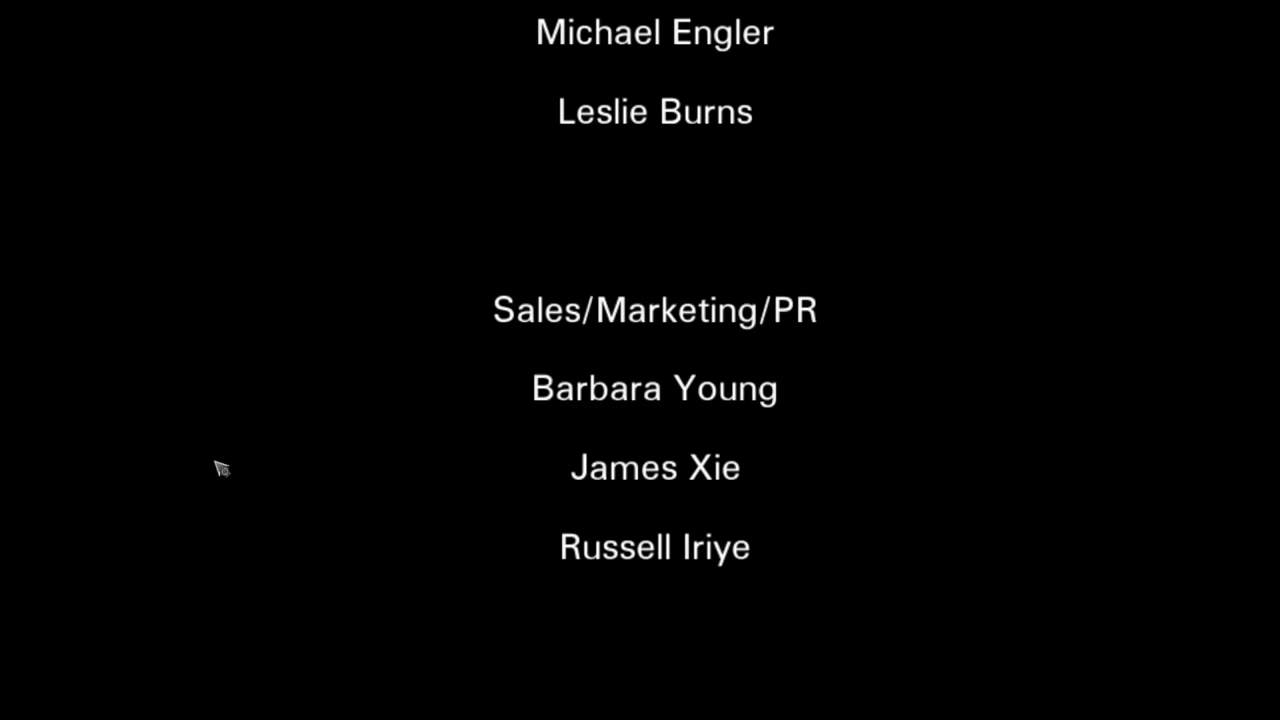 Michael Engler
Leslie Burns
Sales/Marketing/PR
Barbara Young
James Xie
Russell Iriye